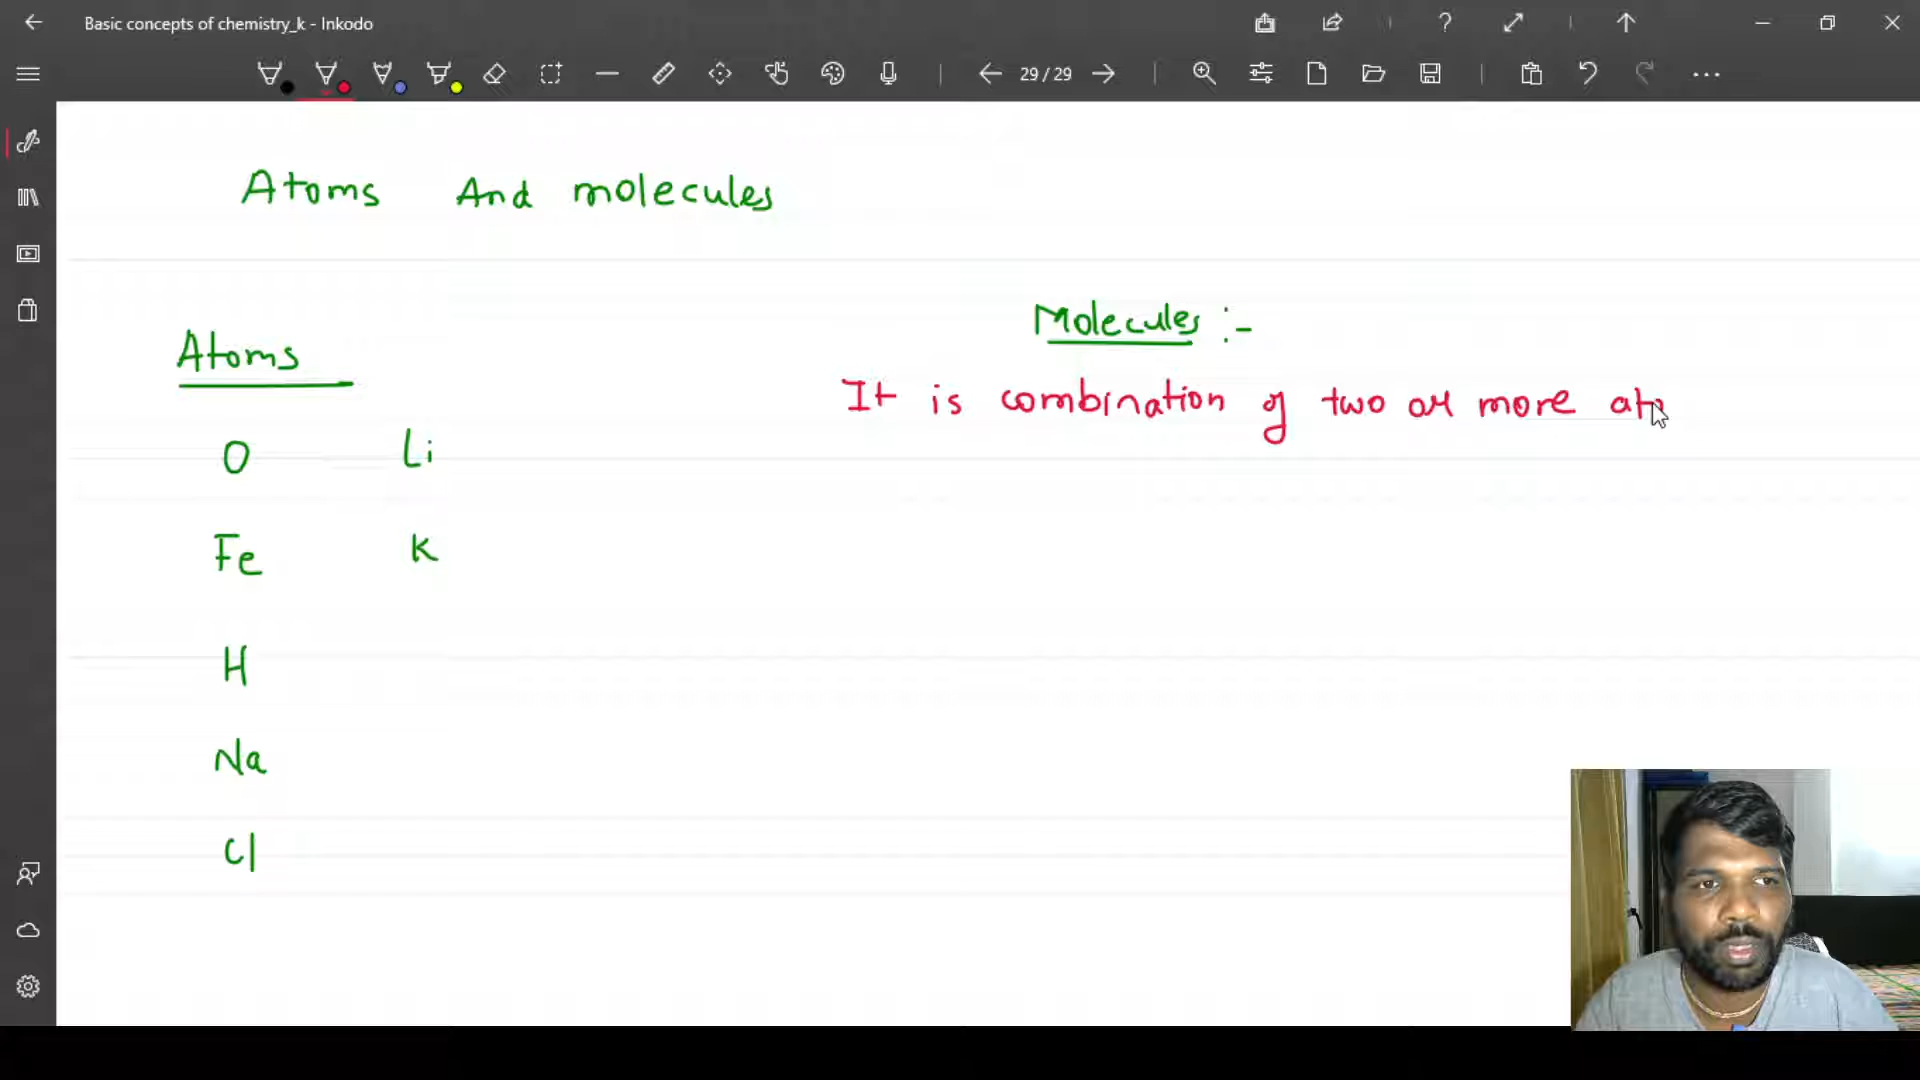 Basic concepts of chemistry_k - Inkodo
29 / 29
Atoms And molecules
Atoms
O Li
Fe K
H
Na
Cl
Molecules :-
It is combination of two or more ato